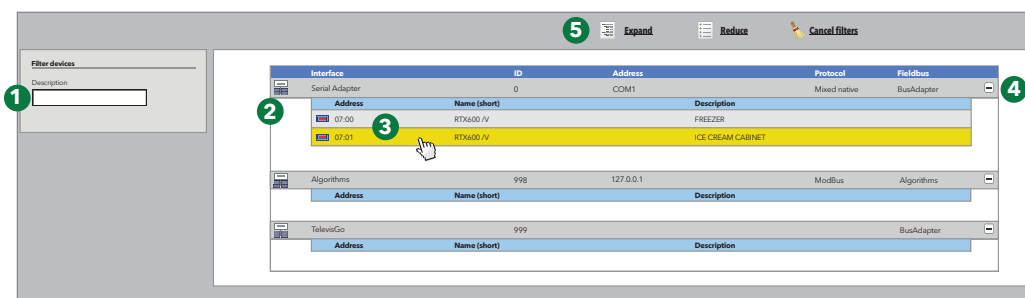 5 Expand Reduce Cancel filters
Filter devices
Description
1
Interface ID Address Protocol Fieldbus
Serial Adapter 0 COM1 Mixed native BusAdapter 4
2 Address Name (short) Description
07:00 3 RTX600 /V FREEZER
07:01 RTX600 /V ICE CREAM CABINET
Algorithms 998 127.0.0.1 ModBus Algorithms
Address Name (short) Description
TelevisGo 999 BusAdapter
Address Name (short) Description